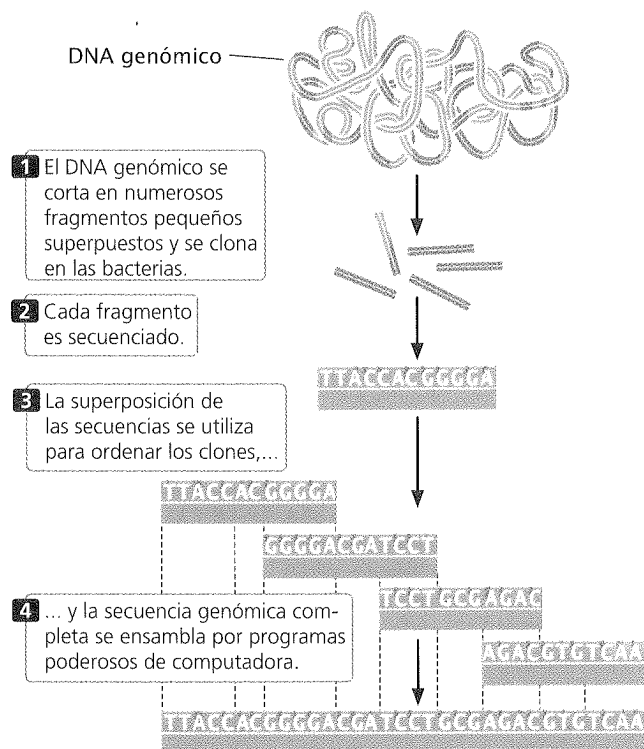 DNA genómico
1 El DNA genómico se
corta en numerosos
fragmentos pequeños
superpuestos y se clona
en las bacterias.
2 Cada fragmento
es secuenciado.
TTACCACGGGGA
3 La superposición de
las secuencias se utiliza
para ordenar los clones,...
TTACCACGGGGA
GGGGACGATCCT
TCCTGCGAGAC
4 ... y la secuencia genómica com-
pleta se ensambla por programas
poderosos de computadora.
AGACGTGTCAA
TTACCACGGGGACGATCCTGCGAGACGTGTCAA